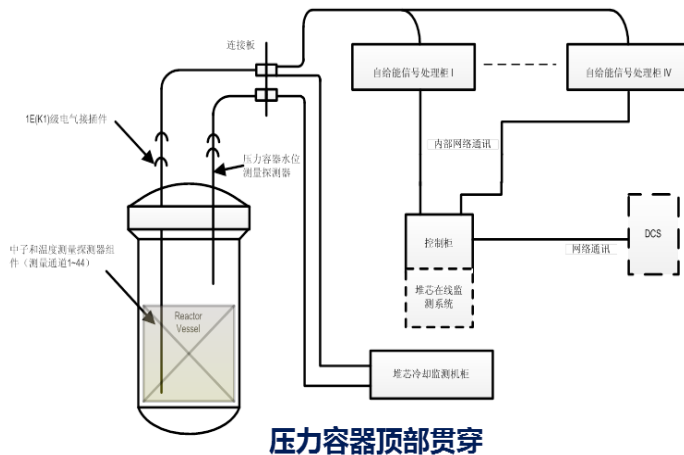 连接板
自给能信号处理柜 I
自给能信号处理柜 IV
1E(K1)级电气接插件
压力容器水位
测量探测器
内部网络通讯
中子和温度测量探测器组
件（测量通道1~44）
控制柜
DCS
网络通讯
堆芯在线监
测系统
Reactor
Vessel
堆芯冷却监测机柜
压力容器顶部贯穿